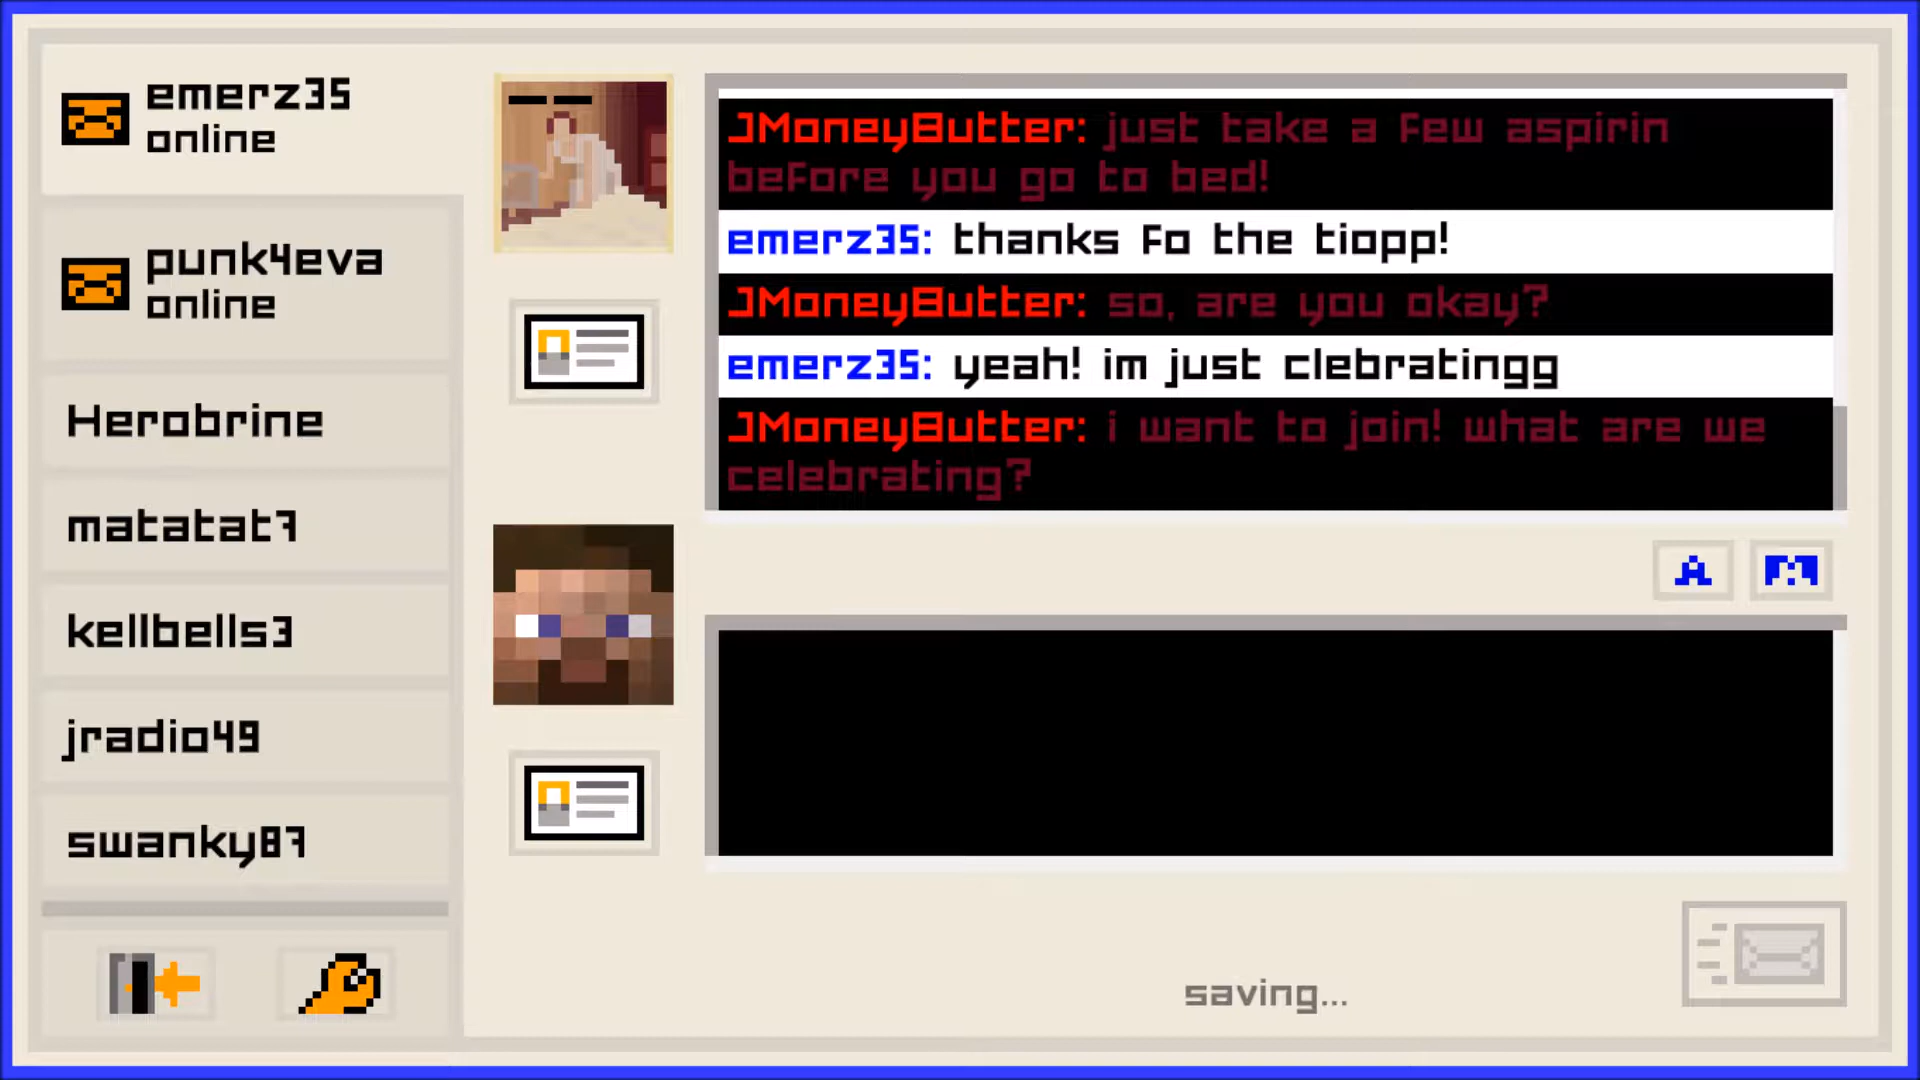 emerz35
online
punk4eva
online
Herobrine
matatat7
kellbells3
jradio49
swanky87
JMoneyButter: just take a few aspirin
before you go to bed!
emerz35: thanks fo the tiopp!
JMoneyButter: so, are you okay?
emerz35: yeah! im just clebratingg
JMoneyButter: i want to join! what are we
celebrating?
A
saving...